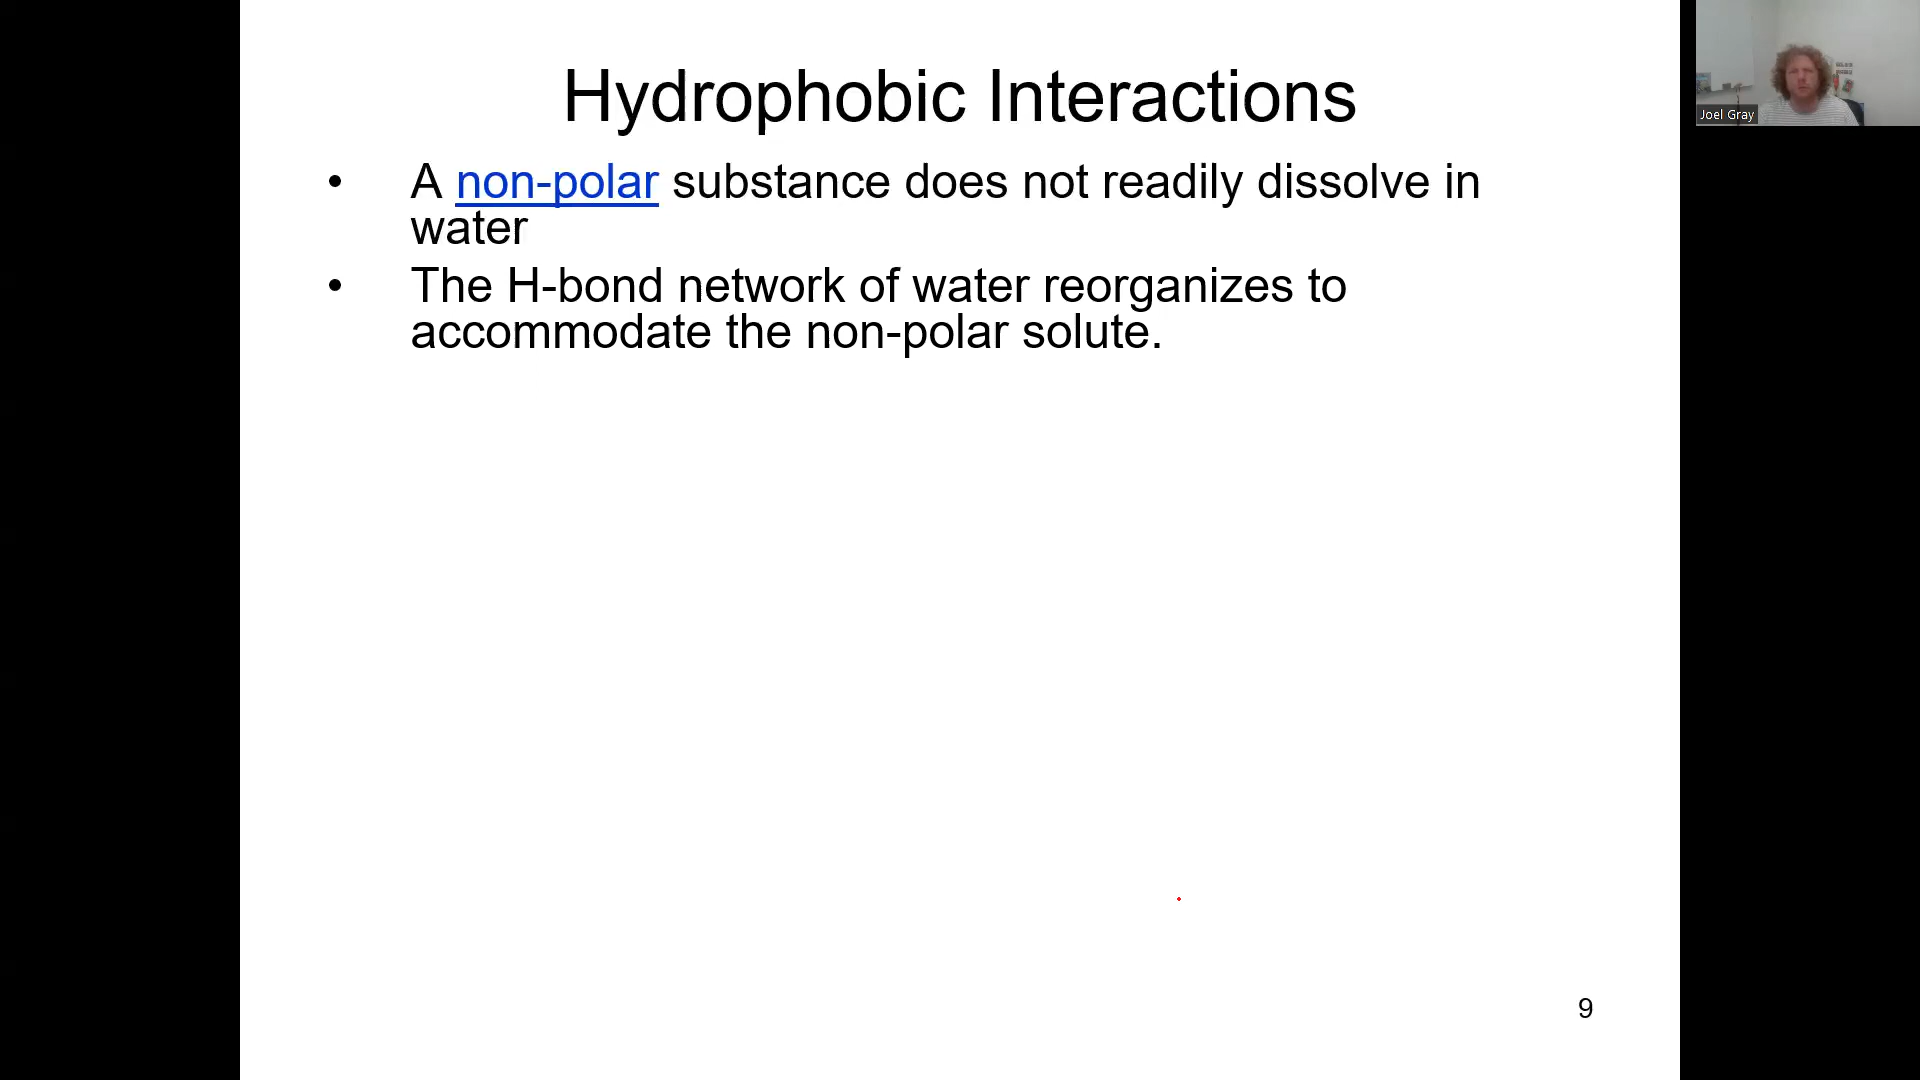 Hydrophobic Interactions
• A non-polar substance does not readily dissolve in
water
• The H-bond network of water reorganizes to
accommodate the non-polar solute.
9
Joel Gray